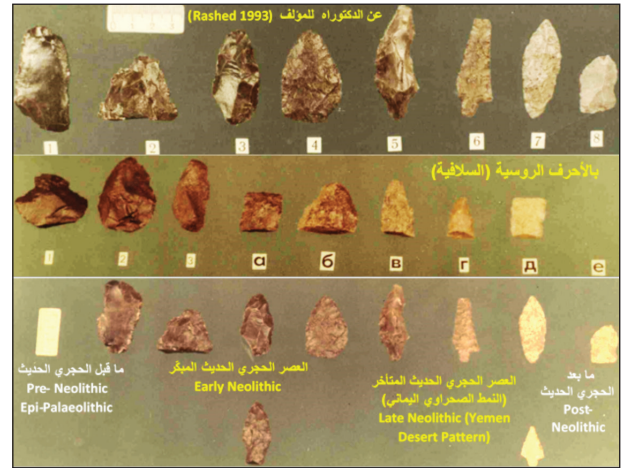 عن الدكتوراه للمؤلف (Rashed 1993)
1 2 3 4 5 6 7 8
بالأحرف الروسية (السلافية)
1 2 3 а б в г д е
ما قبل الحجري الحديث
Pre- Neolithic
Epi-Palaeolithic
العصر الحجري الحديث المبكر
Early Neolithic
العصر الحجري الحديث المتأخر
(النمط الصحراوي اليماني)
Late Neolithic (Yemen
Desert Pattern)
ما بعد
الحجري الحديث
Post-
Neolithic